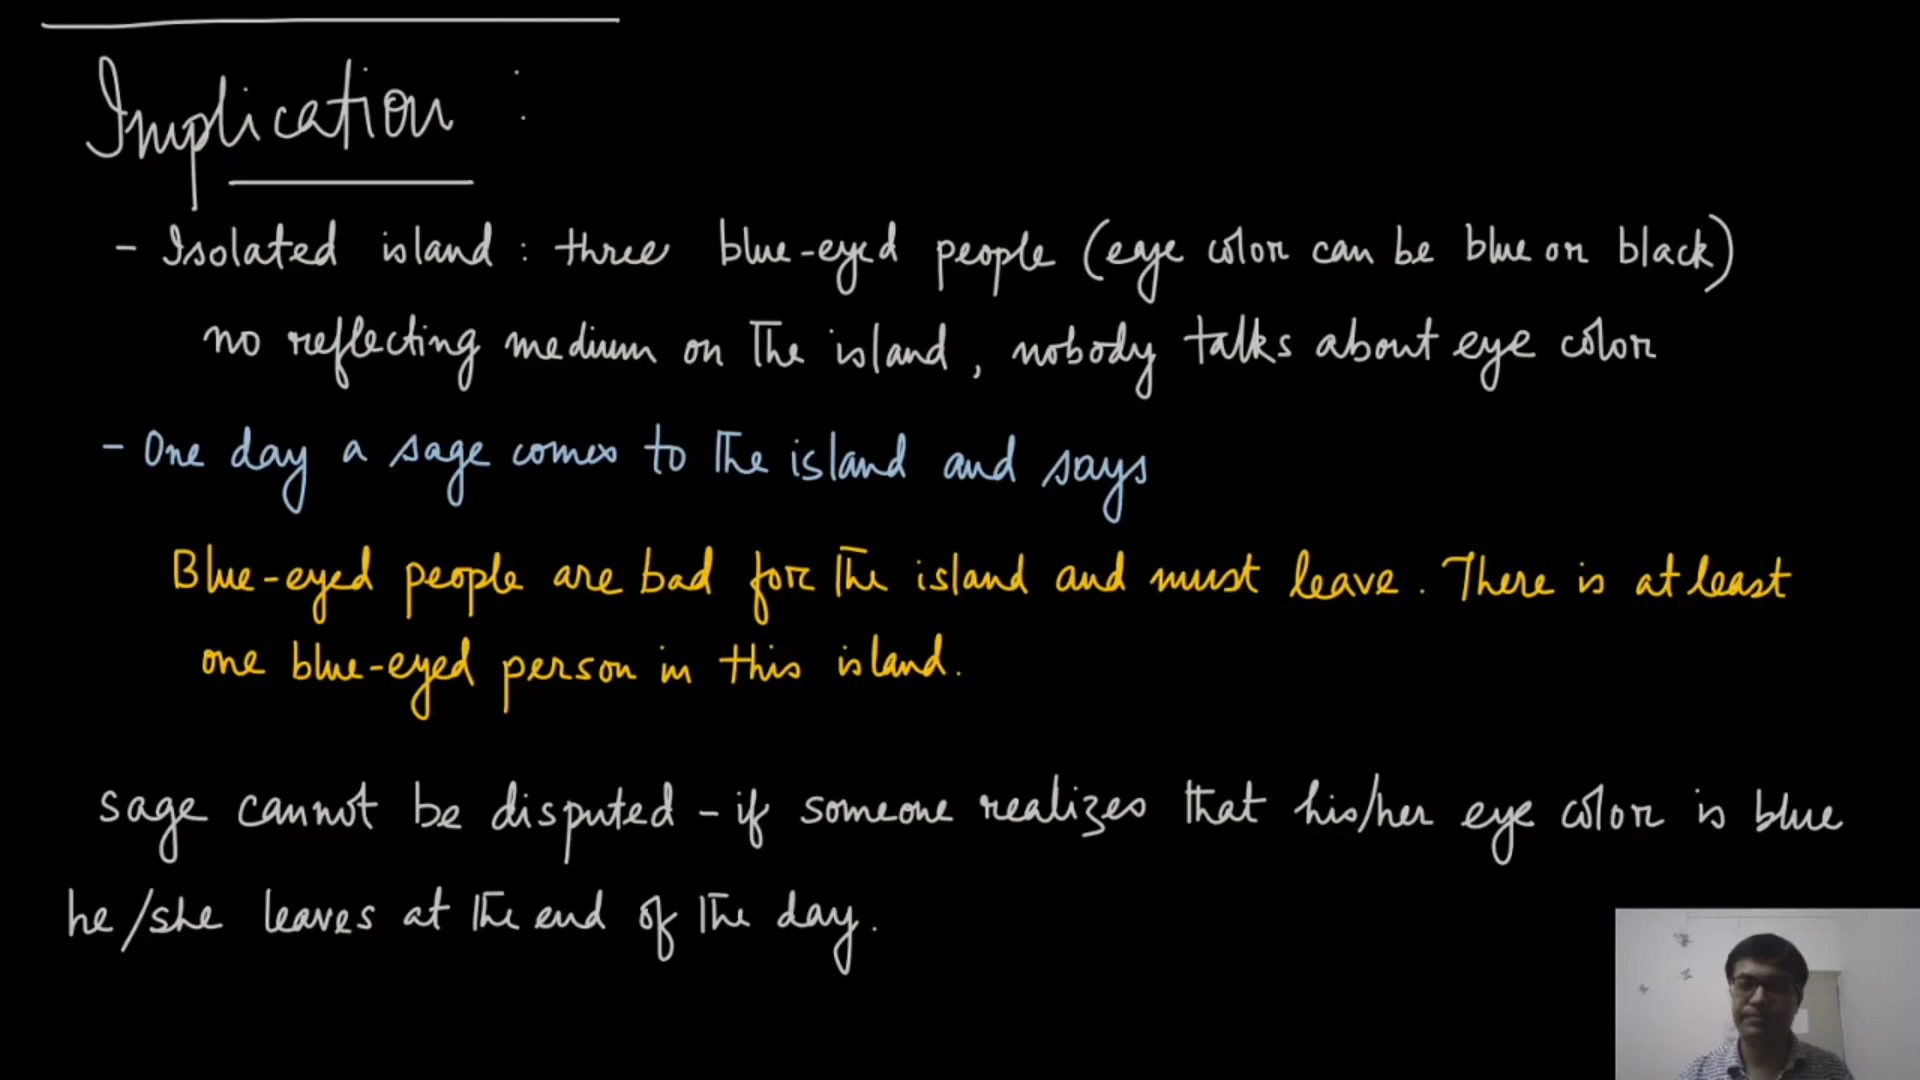 Implication :
- Isolated island : three blue-eyed people (eye color can be blue or black)
no reflecting medium on the island, nobody talks about eye color
- One day a sage comes to the island and says
Blue-eyed people are bad for the island and must leave. There is at least
one blue-eyed person in this island.
sage cannot be disputed - if someone realizes that his/her eye color is blue
he/she leaves at the end of the day.